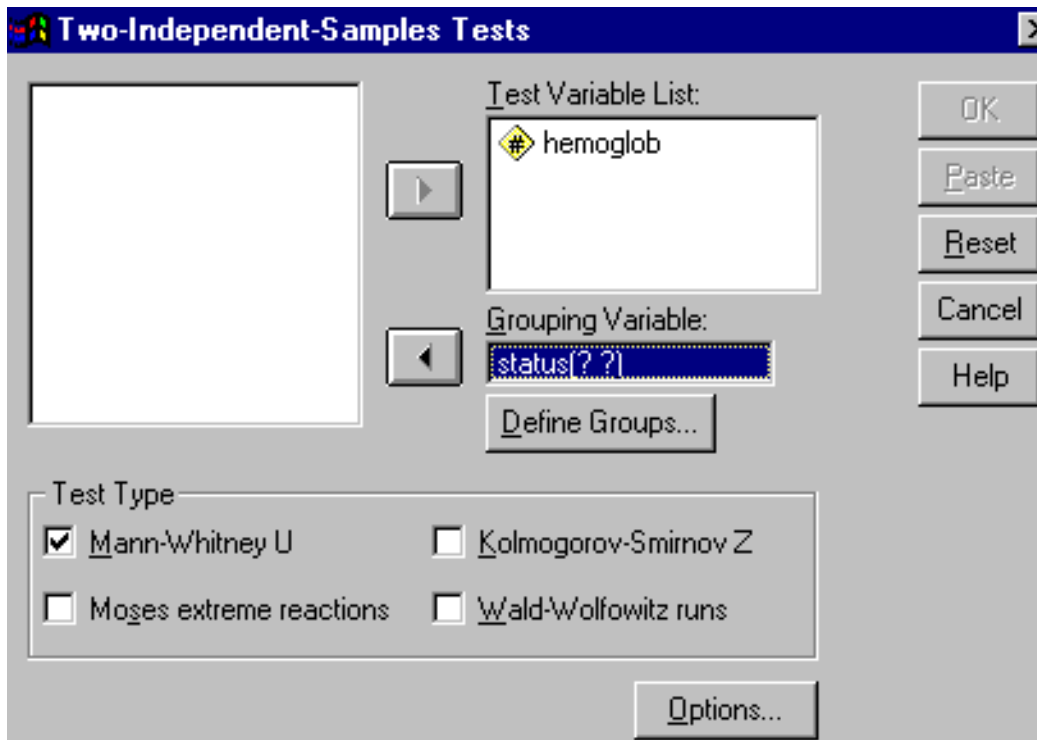 Two-Independent-Samples Tests
Test Variable List:
# hemoglob
Grouping Variable:
status(? ?)
Define Groups...
OK
Paste
Reset
Cancel
Help
Test Type
Mann-Whitney U
Kolmogorov-Smirnov Z
Moses extreme reactions
Wald-Wolfowitz runs
Options...